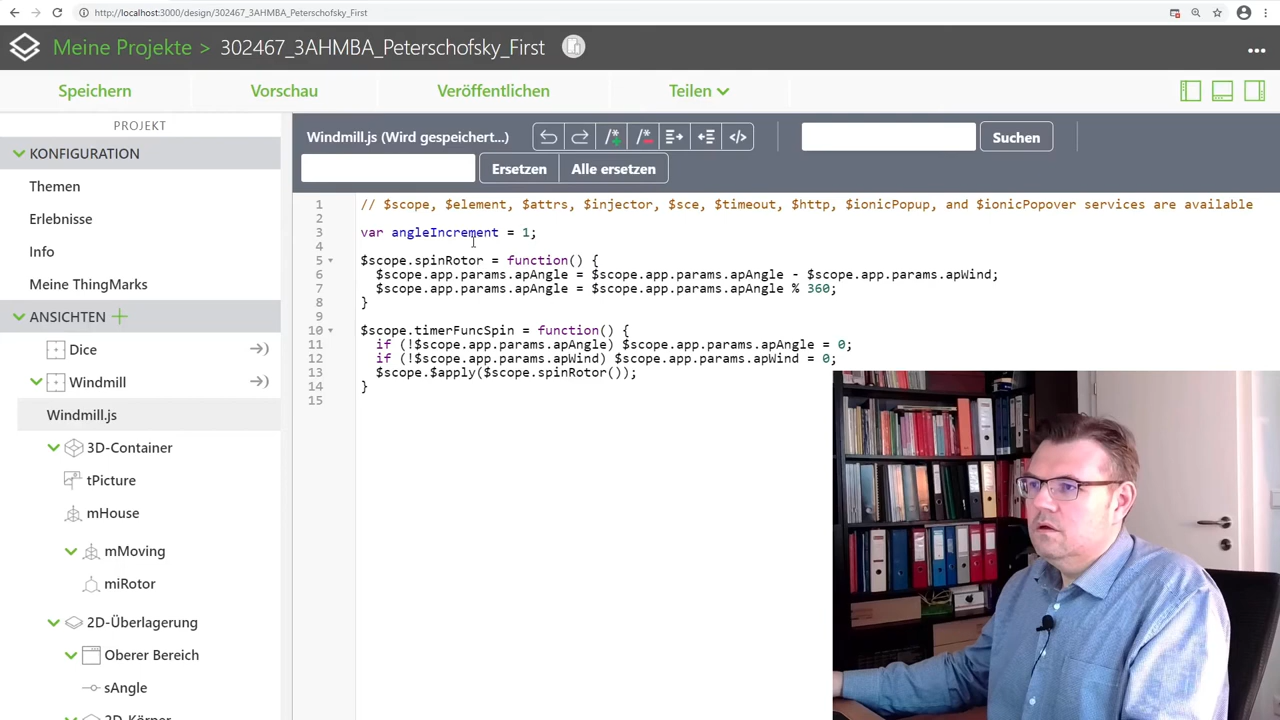 http://localhost:3000/design/302467_3AHMBA_Peterschofsky_First
Meine Projekte > 302467_3AHMBA_Peterschofsky_First
Speichern Vorschau Veröffentlichen Teilen
PROJEKT
KONFIGURATION
Themen
Erlebnisse
Info
Meine ThingMarks
ANSICHTEN
Dice
Windmill
Windmill.js
3D-Container
tPicture
mHouse
mMoving
miRotor
2D-Überlagerung
Oberer Bereich
sAngle
2D-Körper
Windmill.js (Wird gespeichert...) Suchen
Ersetzen Alle ersetzen
1 // $scope, $element, $attrs, $injector, $sce, $timeout, $http, $ionicPopup, and $ionicPopover services are available
2
3 var angleIncrement = 1;
4
5 $scope.spinRotor = function() {
6 $scope.app.params.apAngle = $scope.app.params.apAngle - $scope.app.params.apWind;
7 $scope.app.params.apAngle = $scope.app.params.apAngle % 360;
8 }
9
10 $scope.timerFuncSpin = function() {
11 if (!$scope.app.params.apAngle) $scope.app.params.apAngle = 0;
12 if (!$scope.app.params.apWind) $scope.app.params.apWind = 0;
13 $scope.$apply($scope.spinRotor());
14 }
15